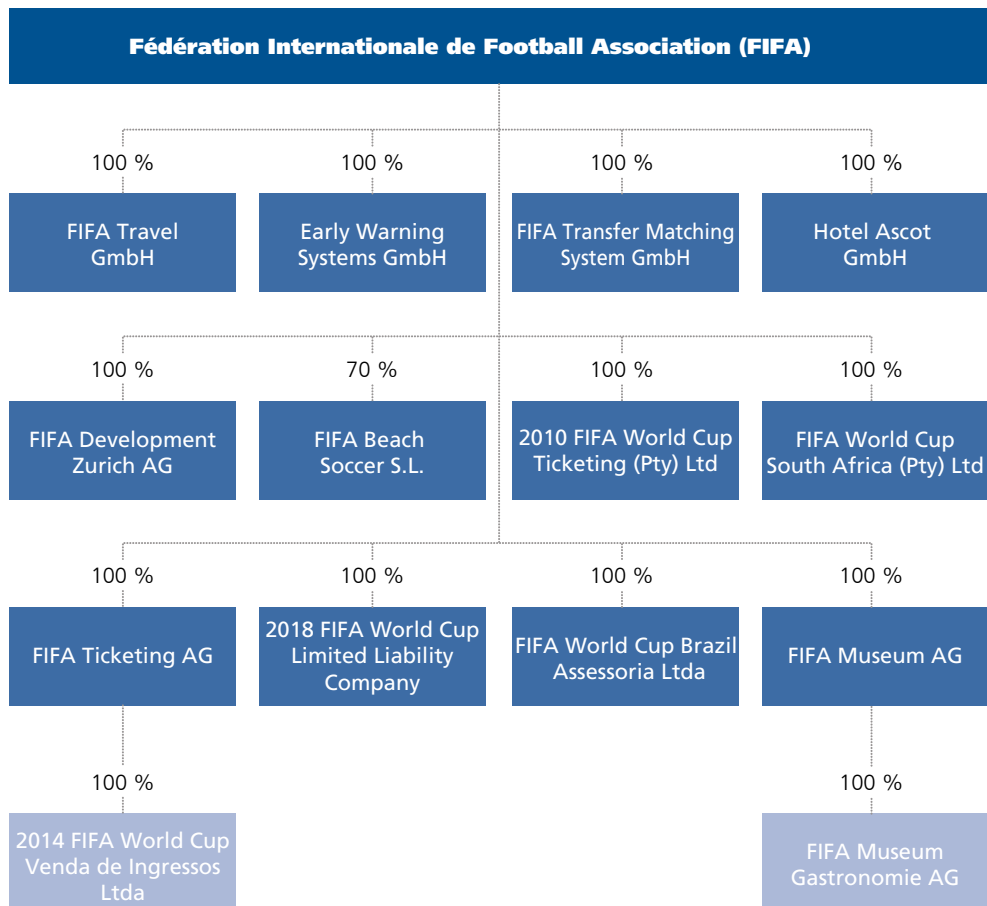 Fédération Internationale de Football Association (FIFA)
100 %
100 %
100 %
100 %
FIFA Travel
GmbH
Early Warning
Systems GmbH
FIFA Transfer Matching
System GmbH
Hotel Ascot
GmbH
100 %
70 %
100 %
100 %
FIFA Development
Zurich AG
FIFA Beach
Soccer S.L.
2010 FIFA World Cup
Ticketing (Pty) Ltd
FIFA World Cup
South Africa (Pty) Ltd
100 %
100 %
100 %
100 %
FIFA Ticketing AG
2018 FIFA World Cup
Limited Liability
Company
FIFA World Cup Brazil
Assessoria Ltda
FIFA Museum AG
100 %
100 %
2014 FIFA World Cup
Venda de Ingressos
Ltda
FIFA Museum
Gastronomie AG